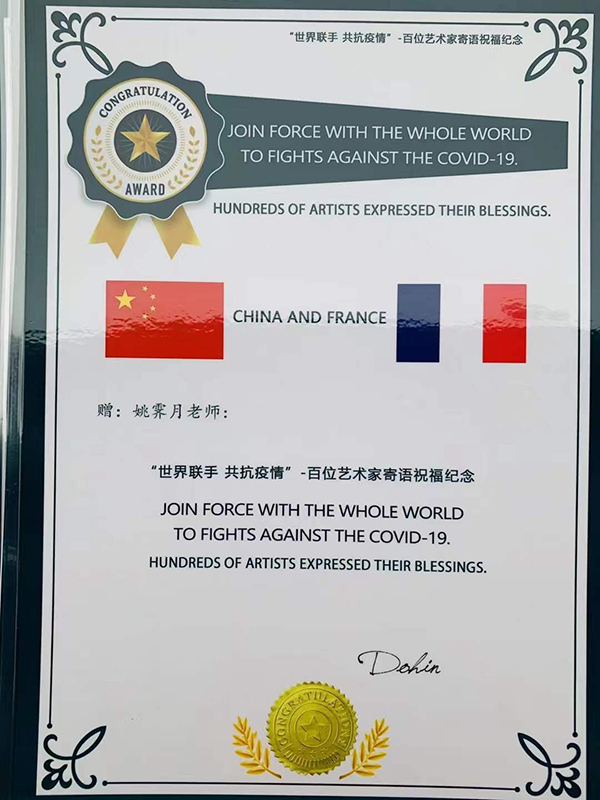 "世界联手 共抗疫情"-百位艺术家寄语祝福纪念
CONGRATULATION
AWARD
JOIN FORCE WITH THE WHOLE WORLD
TO FIGHTS AGAINST THE COVID-19.
HUNDREDS OF ARTISTS EXPRESSED THEIR BLESSINGS.
CHINA AND FRANCE
赠：姚霁月老师：
"世界联手 共抗疫情"-百位艺术家寄语祝福纪念
JOIN FORCE WITH THE WHOLE WORLD
TO FIGHTS AGAINST THE COVID-19.
HUNDREDS OF ARTISTS EXPRESSED THEIR BLESSINGS.
Dohin